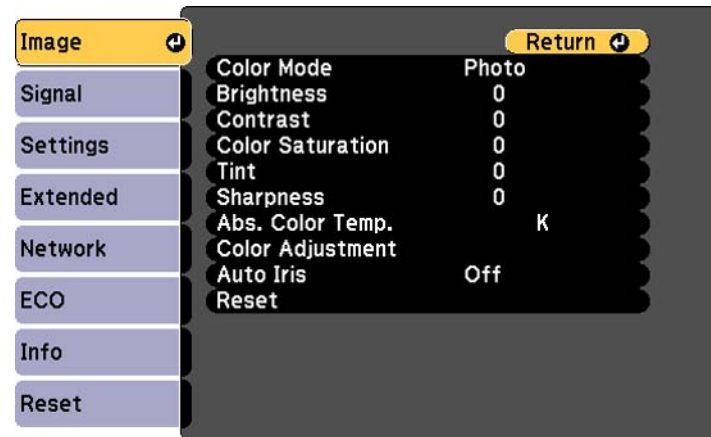 Image
Signal
Settings
Extended
Network
ECO
Info
Reset
Return
Color Mode Photo
Brightness 0
Contrast 0
Color Saturation 0
Tint 0
Sharpness 0
Abs. Color Temp. K
Color Adjustment
Auto Iris Off
Reset